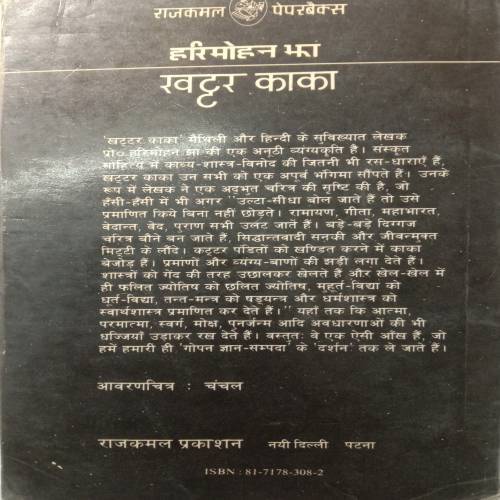 राजकमल पेपरबैक्स
हरिमोहन झा
खट्टर काका
'खट्टर काका' मैथिली और हिन्दी के सुविख्यात लेखक
प्रो० हरिमोहन झा की एक अनूठी व्यंग्यकृति है। संस्कृत
साहित्य में काव्य-शास्त्र-विनोद की जितनी भी रस-धाराएँ हैं,
खट्टर काका उन सभी को एक अपूर्व भंगिमा सौंपते हैं। उनके
रूप में लेखक ने एक अद्भुत चरित्र की सृष्टि की है, जो
हँसी-हँसी में भी अगर "उल्टा-सीधा बोल जाते हैं तो उसे
प्रमाणित किये बिना नहीं छोड़ते। रामायण, गीता, महाभारत,
वेदान्त, वेद, पुराण सभी उलट जाते हैं। बड़े-बड़े दिग्गज
चरित्र बौने बन जाते हैं, सिद्धान्तवादी सनकी और जीवन्मुक्त
मिट्टी के लोंदे। कट्टर पंडितों को खण्डित करने में काका
बेजोड़ हैं। प्रमाणों और व्यंग्य-बाणों की झड़ी लगा देते हैं।
शास्त्रों को गेंद की तरह उछालकर खेलते हैं और खेल-खेल में
ही फलित ज्योतिष को छलित ज्योतिष, मुहूर्त-विद्या को
धूर्त-विद्या, तन्त-मन्त्र को षड्यन्त्र और धर्मशास्त्र को
स्वार्थशास्त्र प्रमाणित कर देते हैं।" यहाँ तक कि आत्मा,
परमात्मा, स्वर्ग, मोक्ष, पुनर्जन्म आदि अवधारणाओं की भी
धज्जियाँ उड़ाकर रख देते हैं। वस्तुतः वे एक ऐसी आँख हैं, जो
हमें हमारी ही 'गोपन ज्ञान-सम्पदा' के 'दर्शन' तक ले जाते हैं।
आवरणचित्र : चंचल
राजकमल प्रकाशन नयी दिल्ली पटना
ISBN : 81-7178-308-2